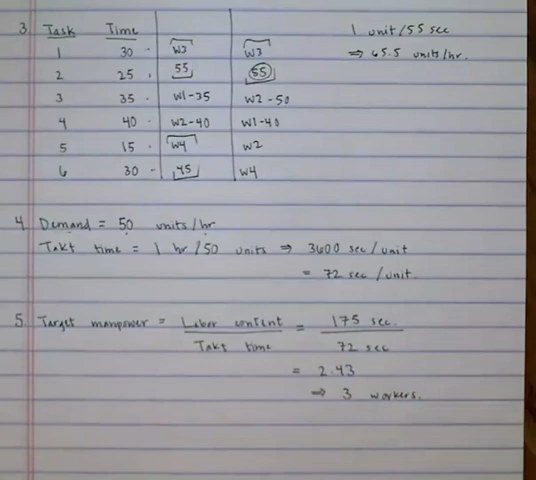 3. Task Time 1 unit/55 sec
1 30 W3 W3 ⇒ 65.5 units/hr.
2 25 55 55
3 35 W1-35 W2-50
4 40 W2-40 W1-40
5 15 W4 W2
6 30 45 W4
4. Demand = 50 units/hr
Takt time = 1 hr/50 units ⇒ 3600 sec/unit
= 72 sec/unit.
5. Target manpower = Labor content / Takt time = 175 sec. / 72 sec
= 2.43
⇒ 3 workers.